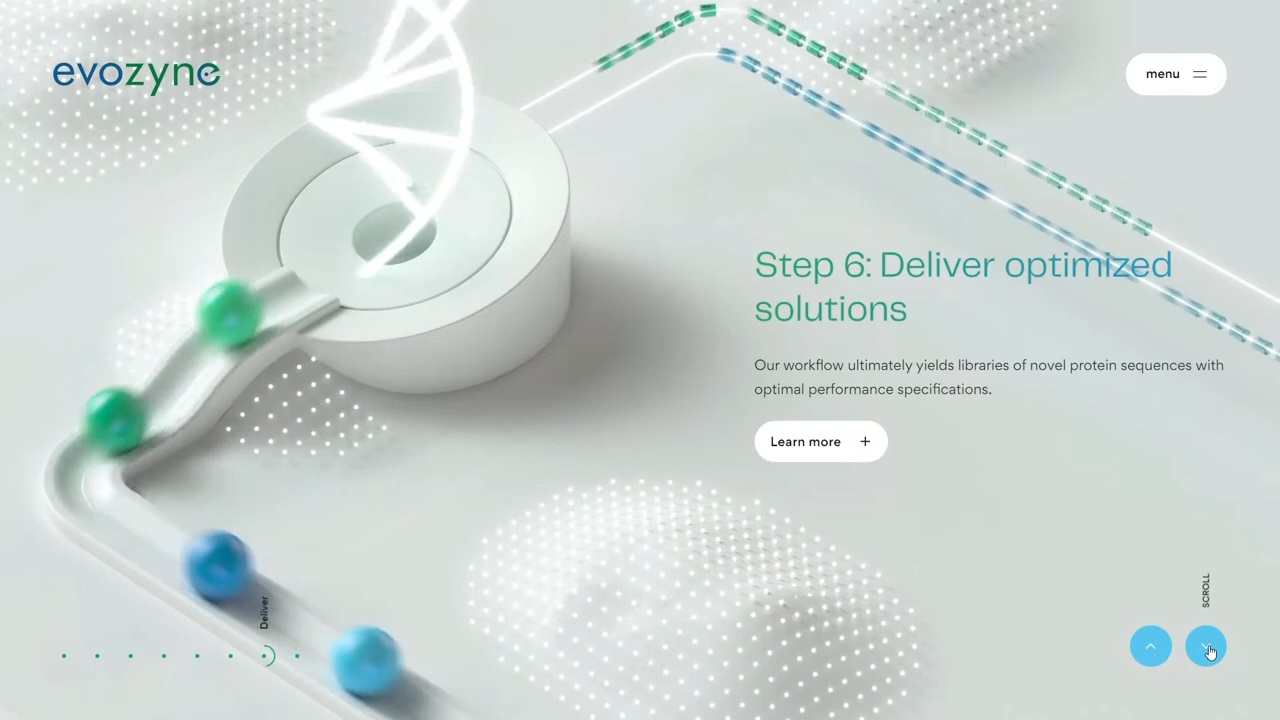 evozyne
menu
Step 6: Deliver optimized
solutions
Our workflow ultimately yields libraries of novel protein sequences with
optimal performance specifications.
Learn more +
SCROLL
Deliver